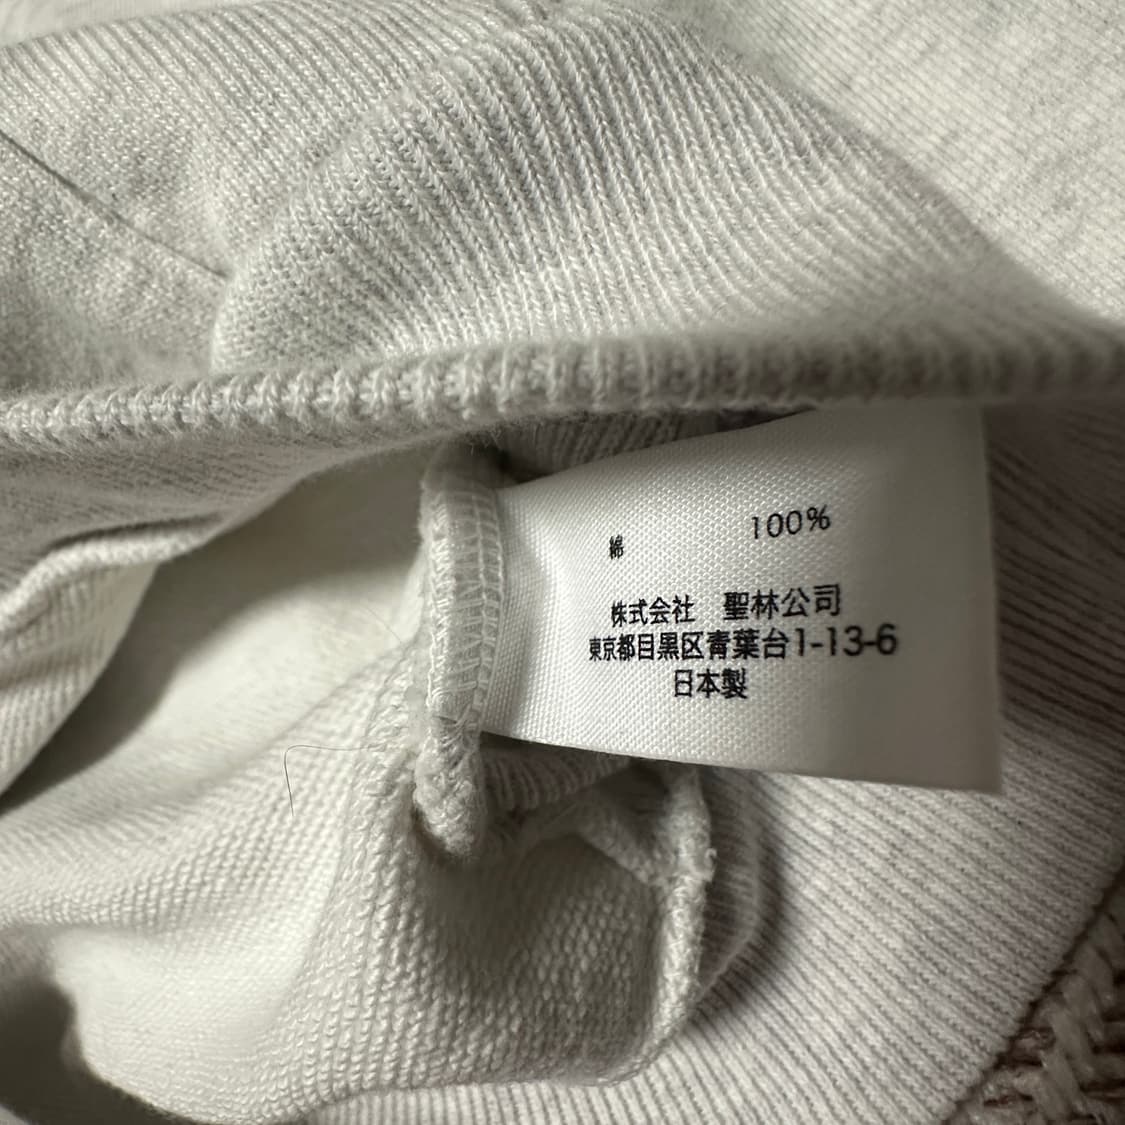 綿 100%
株式会社 聖林公司
東京都目黒区青葉台1-13-6
日本製